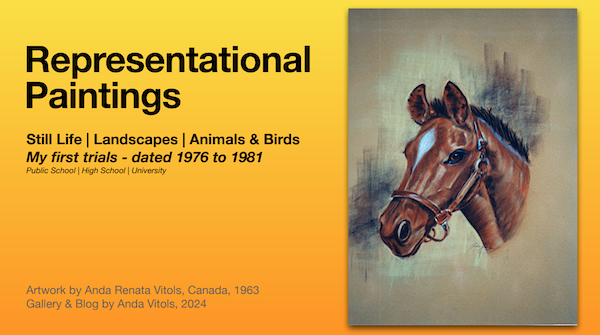 Representational
Paintings
Still Life | Landscapes | Animals & Birds
My first trials - dated 1976 to 1981
Public School | High School | University
Artwork by Anda Renata Vitols, Canada, 1963
Gallery & Blog by Anda Vitols, 2024